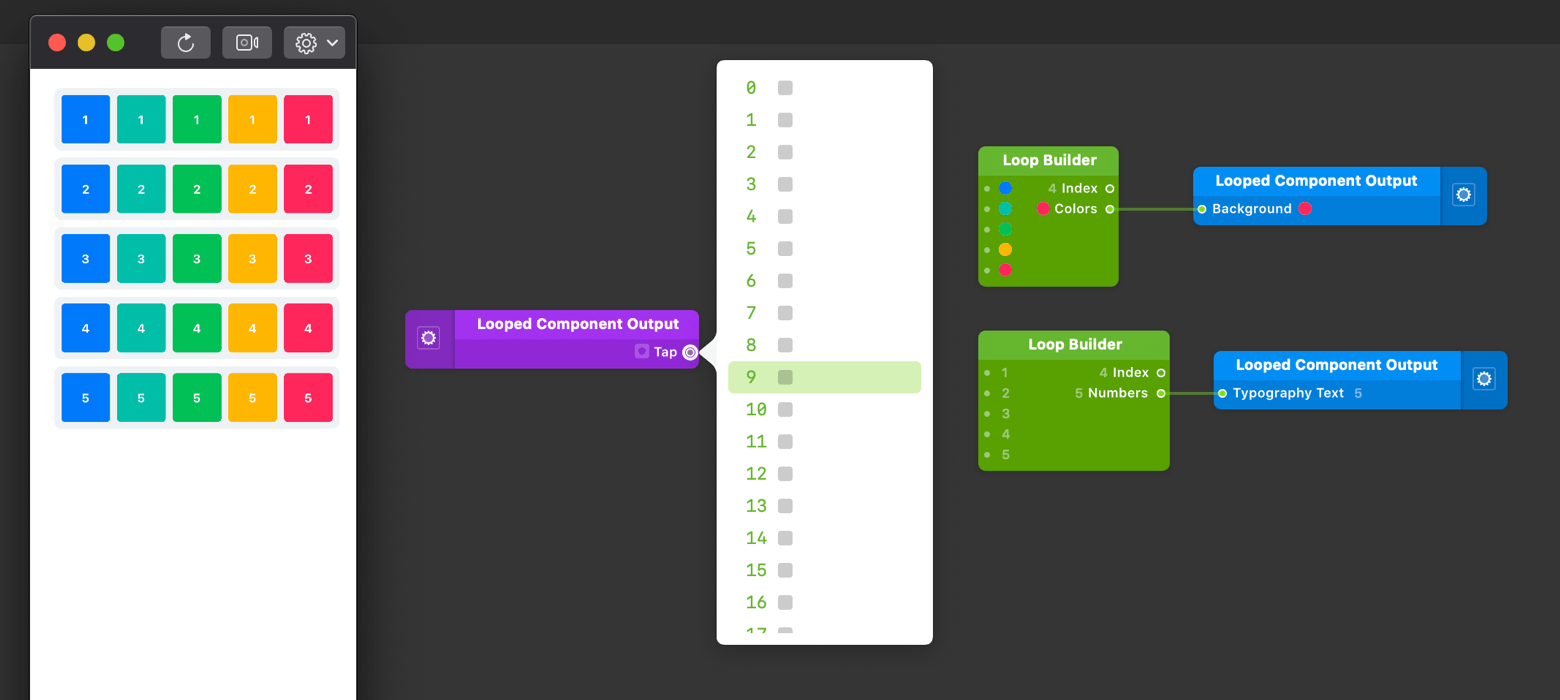 1 1 1 1 1
2 2 2 2 2
3 3 3 3 3
4 4 4 4 4
5 5 5 5 5
Looped Component Output
Tap
0
1
2
3
4
5
6
7
8
9
10
11
12
13
14
15
16
17
Loop Builder
4 Index
Colors
Looped Component Output
Background
Loop Builder
1 4 Index
2 5 Numbers
3
4
5
Looped Component Output
Typography Text 5